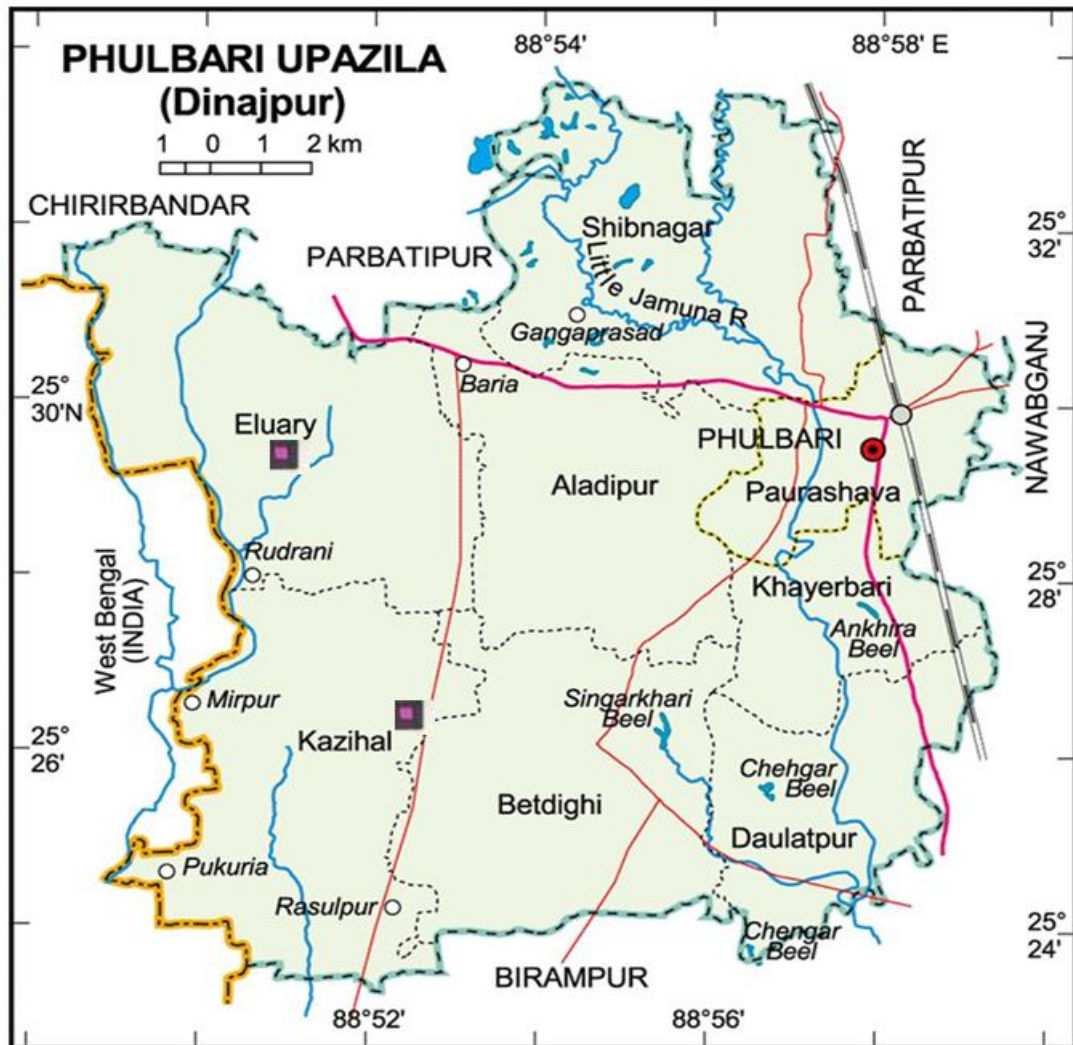 88°54'
88°58' E
PHULBARI UPAZILA
(Dinajpur)
1 0 1 2 km
CHIRIRBANDAR
PARBATIPUR
Shibnagar
Little Jamuna R
PARBATIPUR
25°
32'
Gangaprasad
Baria
25°
30'N
NAWABGANJ
Eluary
PHULBARI
Aladipur
Paurashava
Rudrani
Khayerbari
25°
28'
Ankhira
Beel
West Bengal
(INDIA)
Mirpur
Singarkhari
Beel
Kazihal
25°
26'
Chehgar
Beel
Betdighi
Daulatpur
Pukuria
Rasulpur
Chengar
Beel
25°
24'
BIRAMPUR
88°52'
88°56'